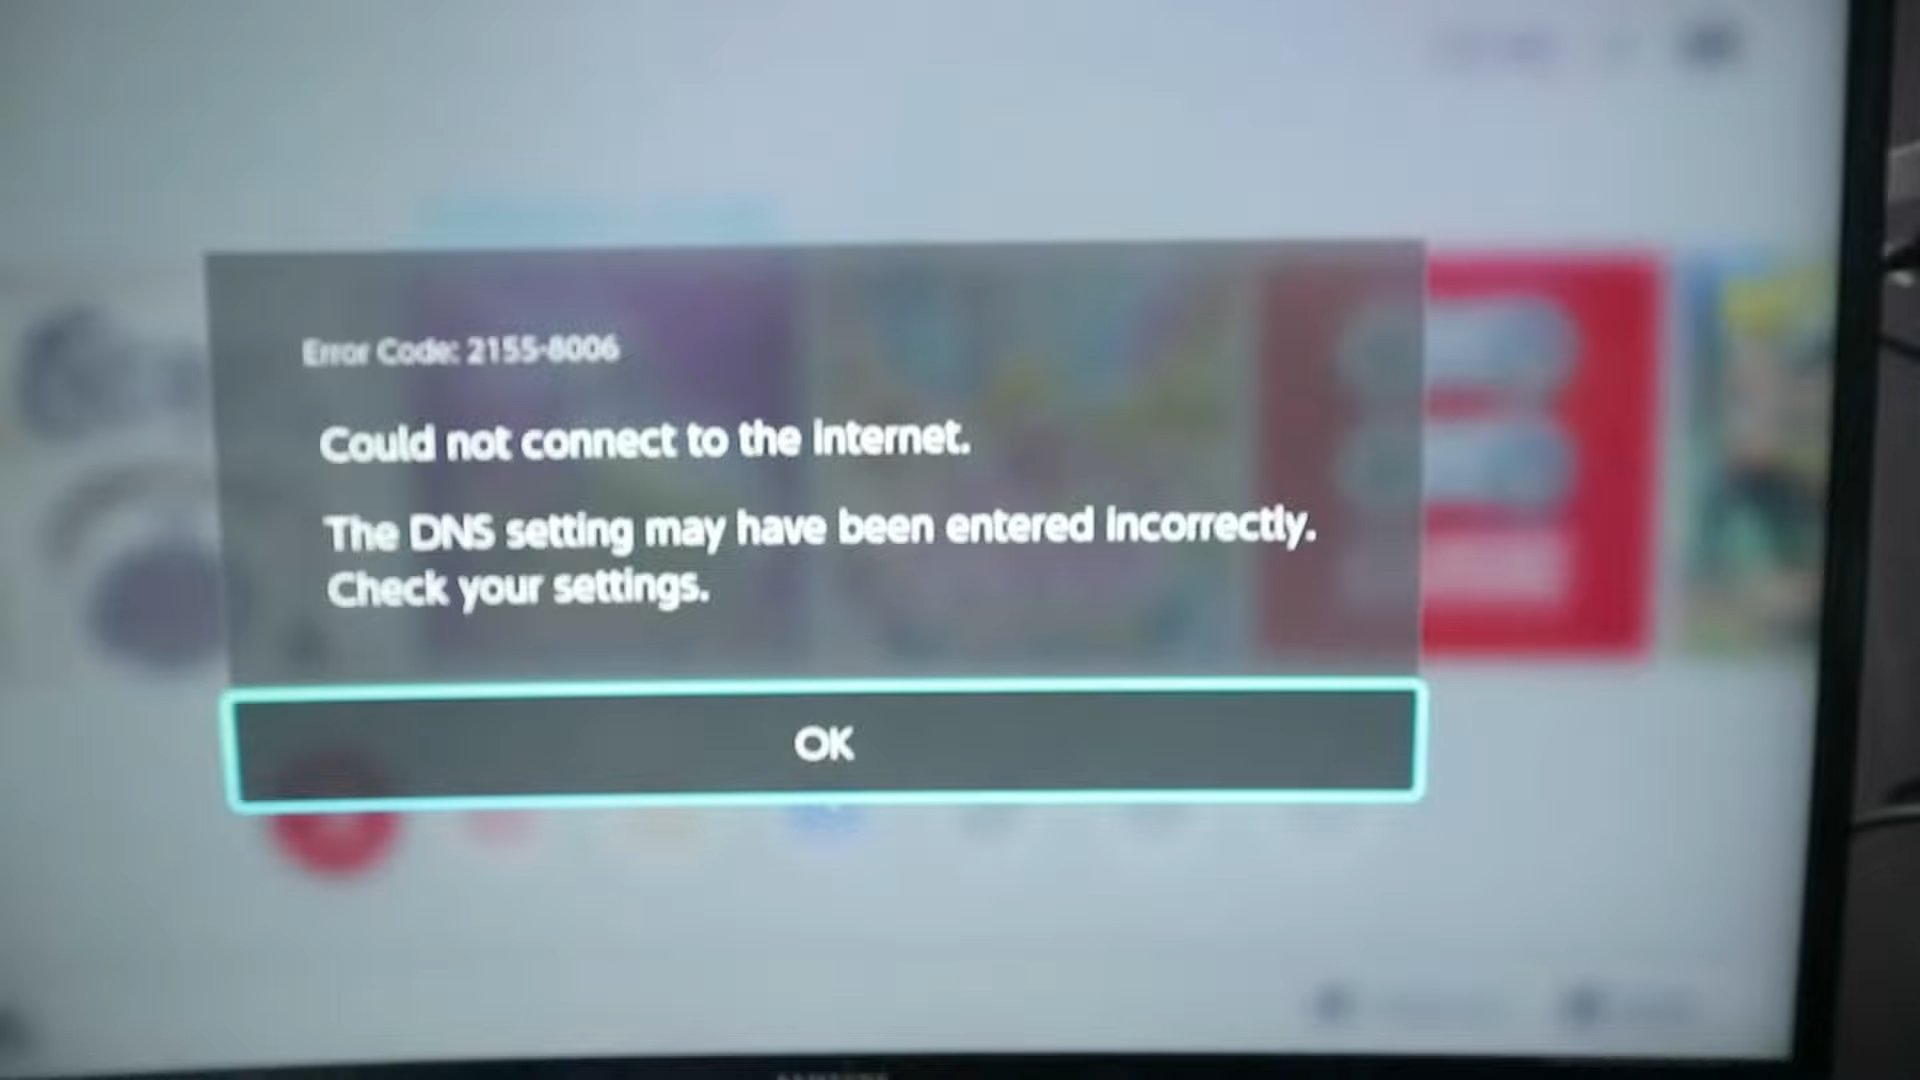 Error Code: 2155-8006
Could not connect to the internet.
The DNS setting may have been entered incorrectly.
Check your settings.
OK